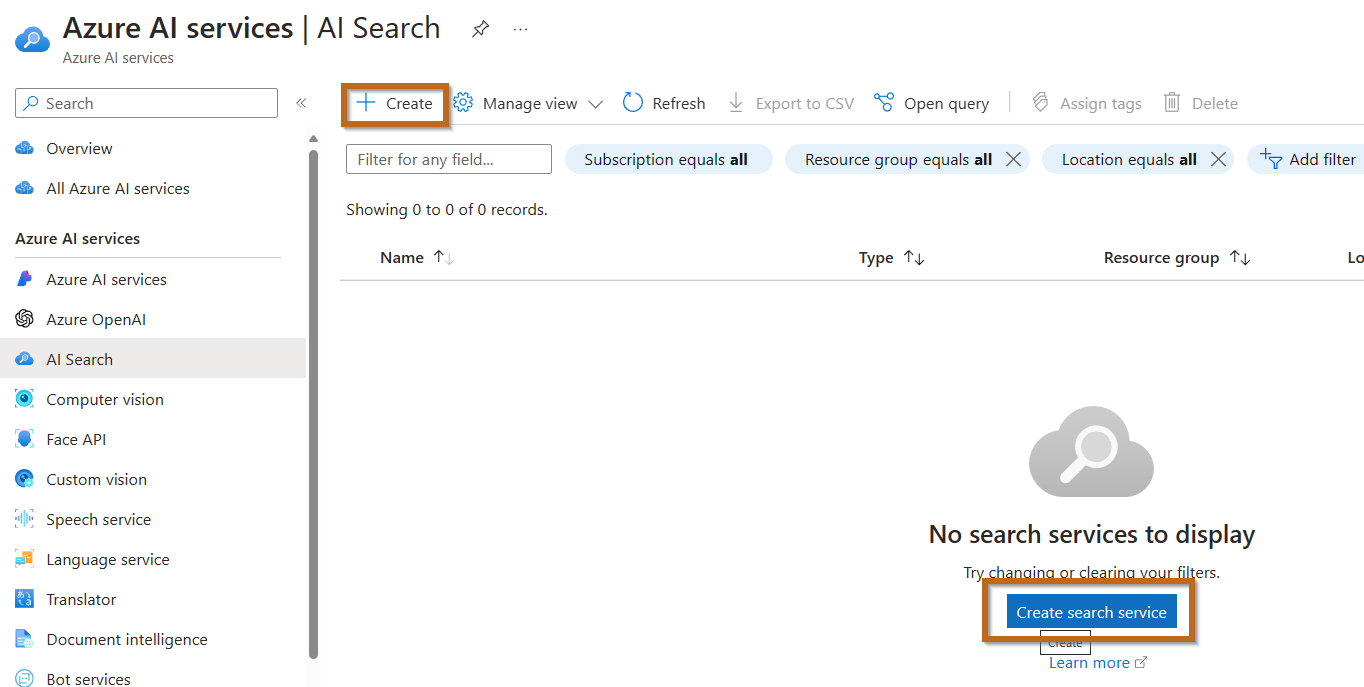 Azure AI services | AI Search ...
Azure AI services
Search
Overview
All Azure AI services
Azure AI services
Azure AI services
Azure OpenAI
AI Search
Computer vision
Face API
Custom vision
Speech service
Language service
Translator
Document intelligence
Bot services
Create Manage view Refresh Export to CSV Open query Assign tags Delete
Filter for any field... Subscription equals all Resource group equals all Location equals all Add filter
Showing 0 to 0 of 0 records.
Name Type Resource group Lo
No search services to display
Try changing or clearing your filters.
Create search service
Create
Learn more